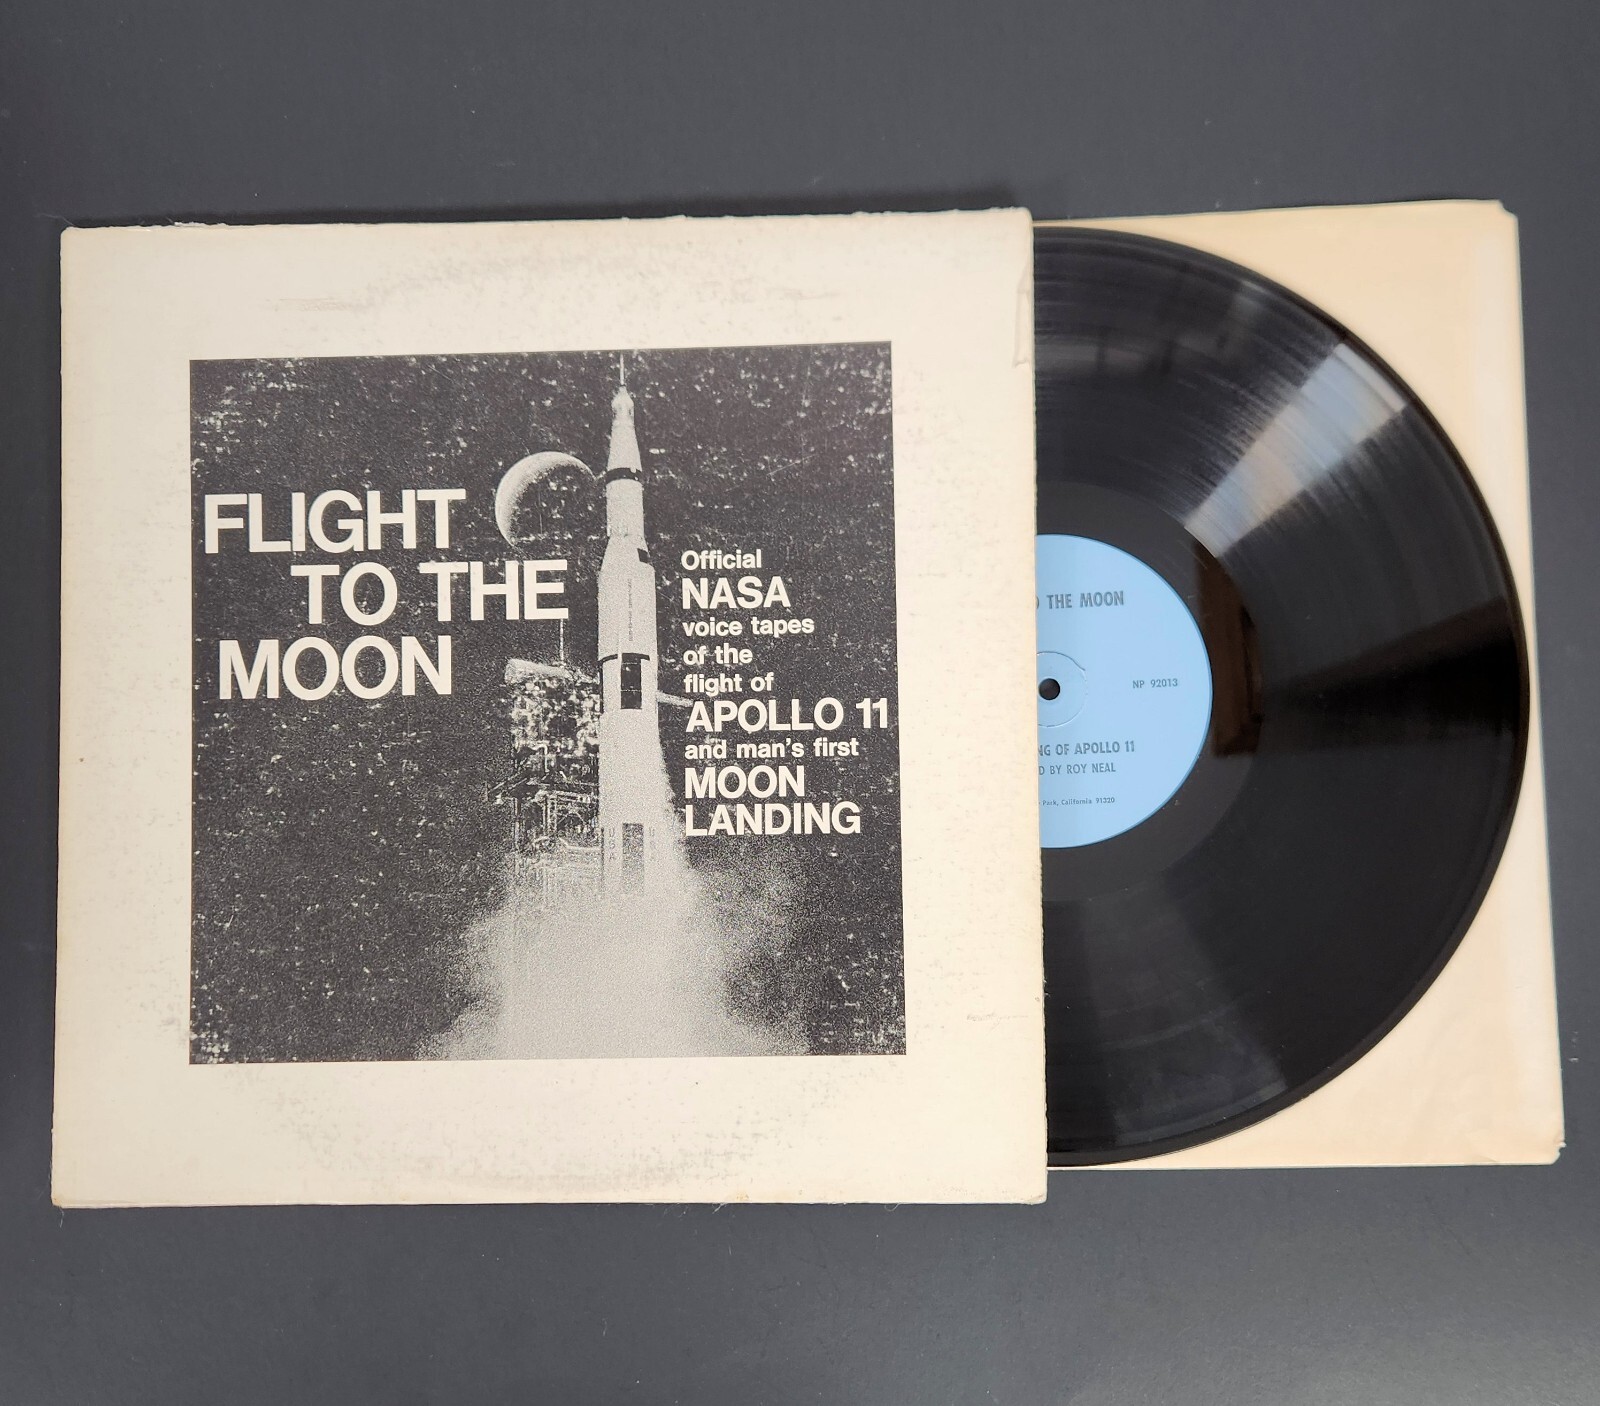 FLIGHT
TO THE
MOON
Official
NASA
voice tapes
of the
flight of
APOLLO 11
and man's first
MOON
LANDING
THE MOON
NP 92013
OF APOLLO 11
BY ROY NEAL
Park, California 91320